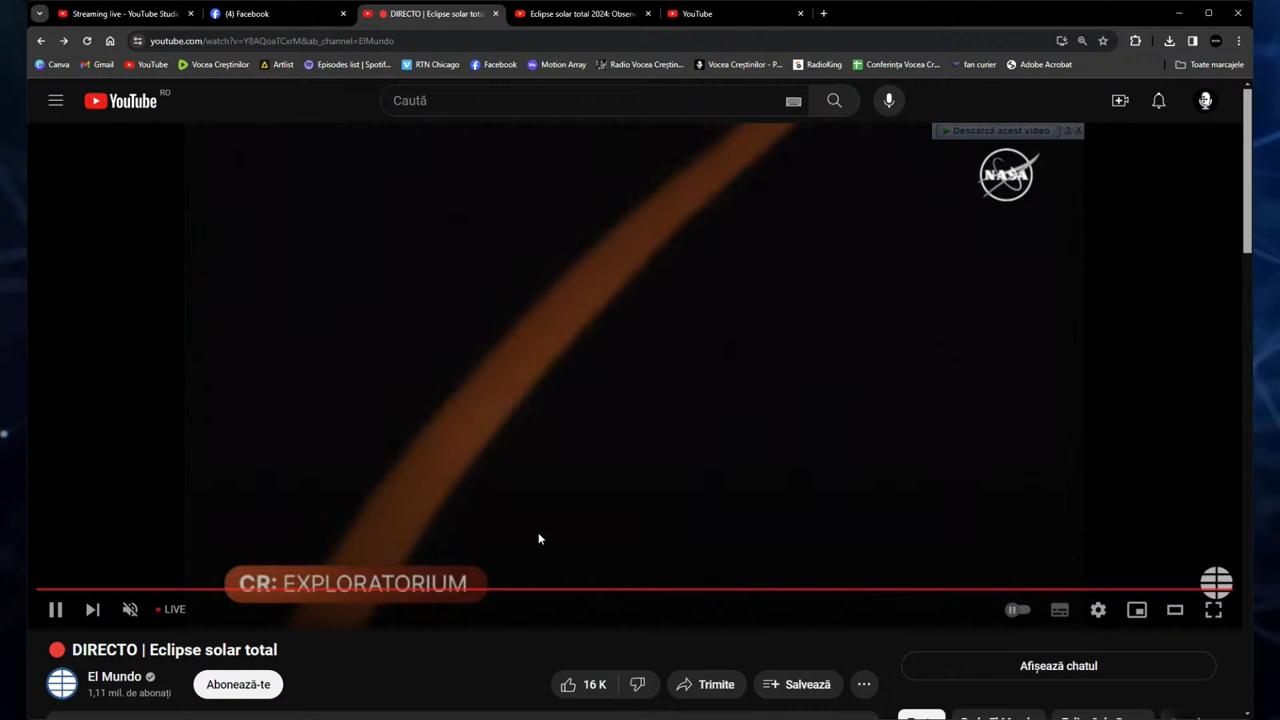 Streaming live - YouTube Studi
(4) Facebook
DIRECTO | Eclipse solar tota
Eclipse solar total 2024: Observ
YouTube
youtube.com/watch?v=Y8AQoaTCxrM&ab_channel=ElMundo
Canva
Gmail
YouTube
Vocea Creștinilor
Artlist
Episodes list | Spotif...
RTN Chicago
Facebook
Motion Array
Radio Vocea Creștin...
Vocea Creștinilor - P...
RadioKing
Conferința Vocea Cr...
fan curier
Adobe Acrobat
Toate marcajele
YouTube RO
Caută
Descarcă acest video ? X
NASA
CR: EXPLORATORIUM
LIVE
DIRECTO | Eclipse solar total
El Mundo
1,11 mil. de abonați
Abonează-te
16 K
Trimite
Salvează
Afișează chatul